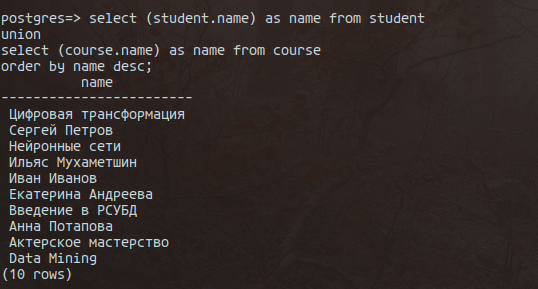 postgres=> select (student.name) as name from student
union
select (course.name) as name from course
order by name desc;
name
------------------------
Цифровая трансформация
Сергей Петров
Нейронные сети
Ильяс Мухаметшин
Иван Иванов
Екатерина Андреева
Введение в РСУБД
Анна Потапова
Актерское мастерство
Data Mining
(10 rows)